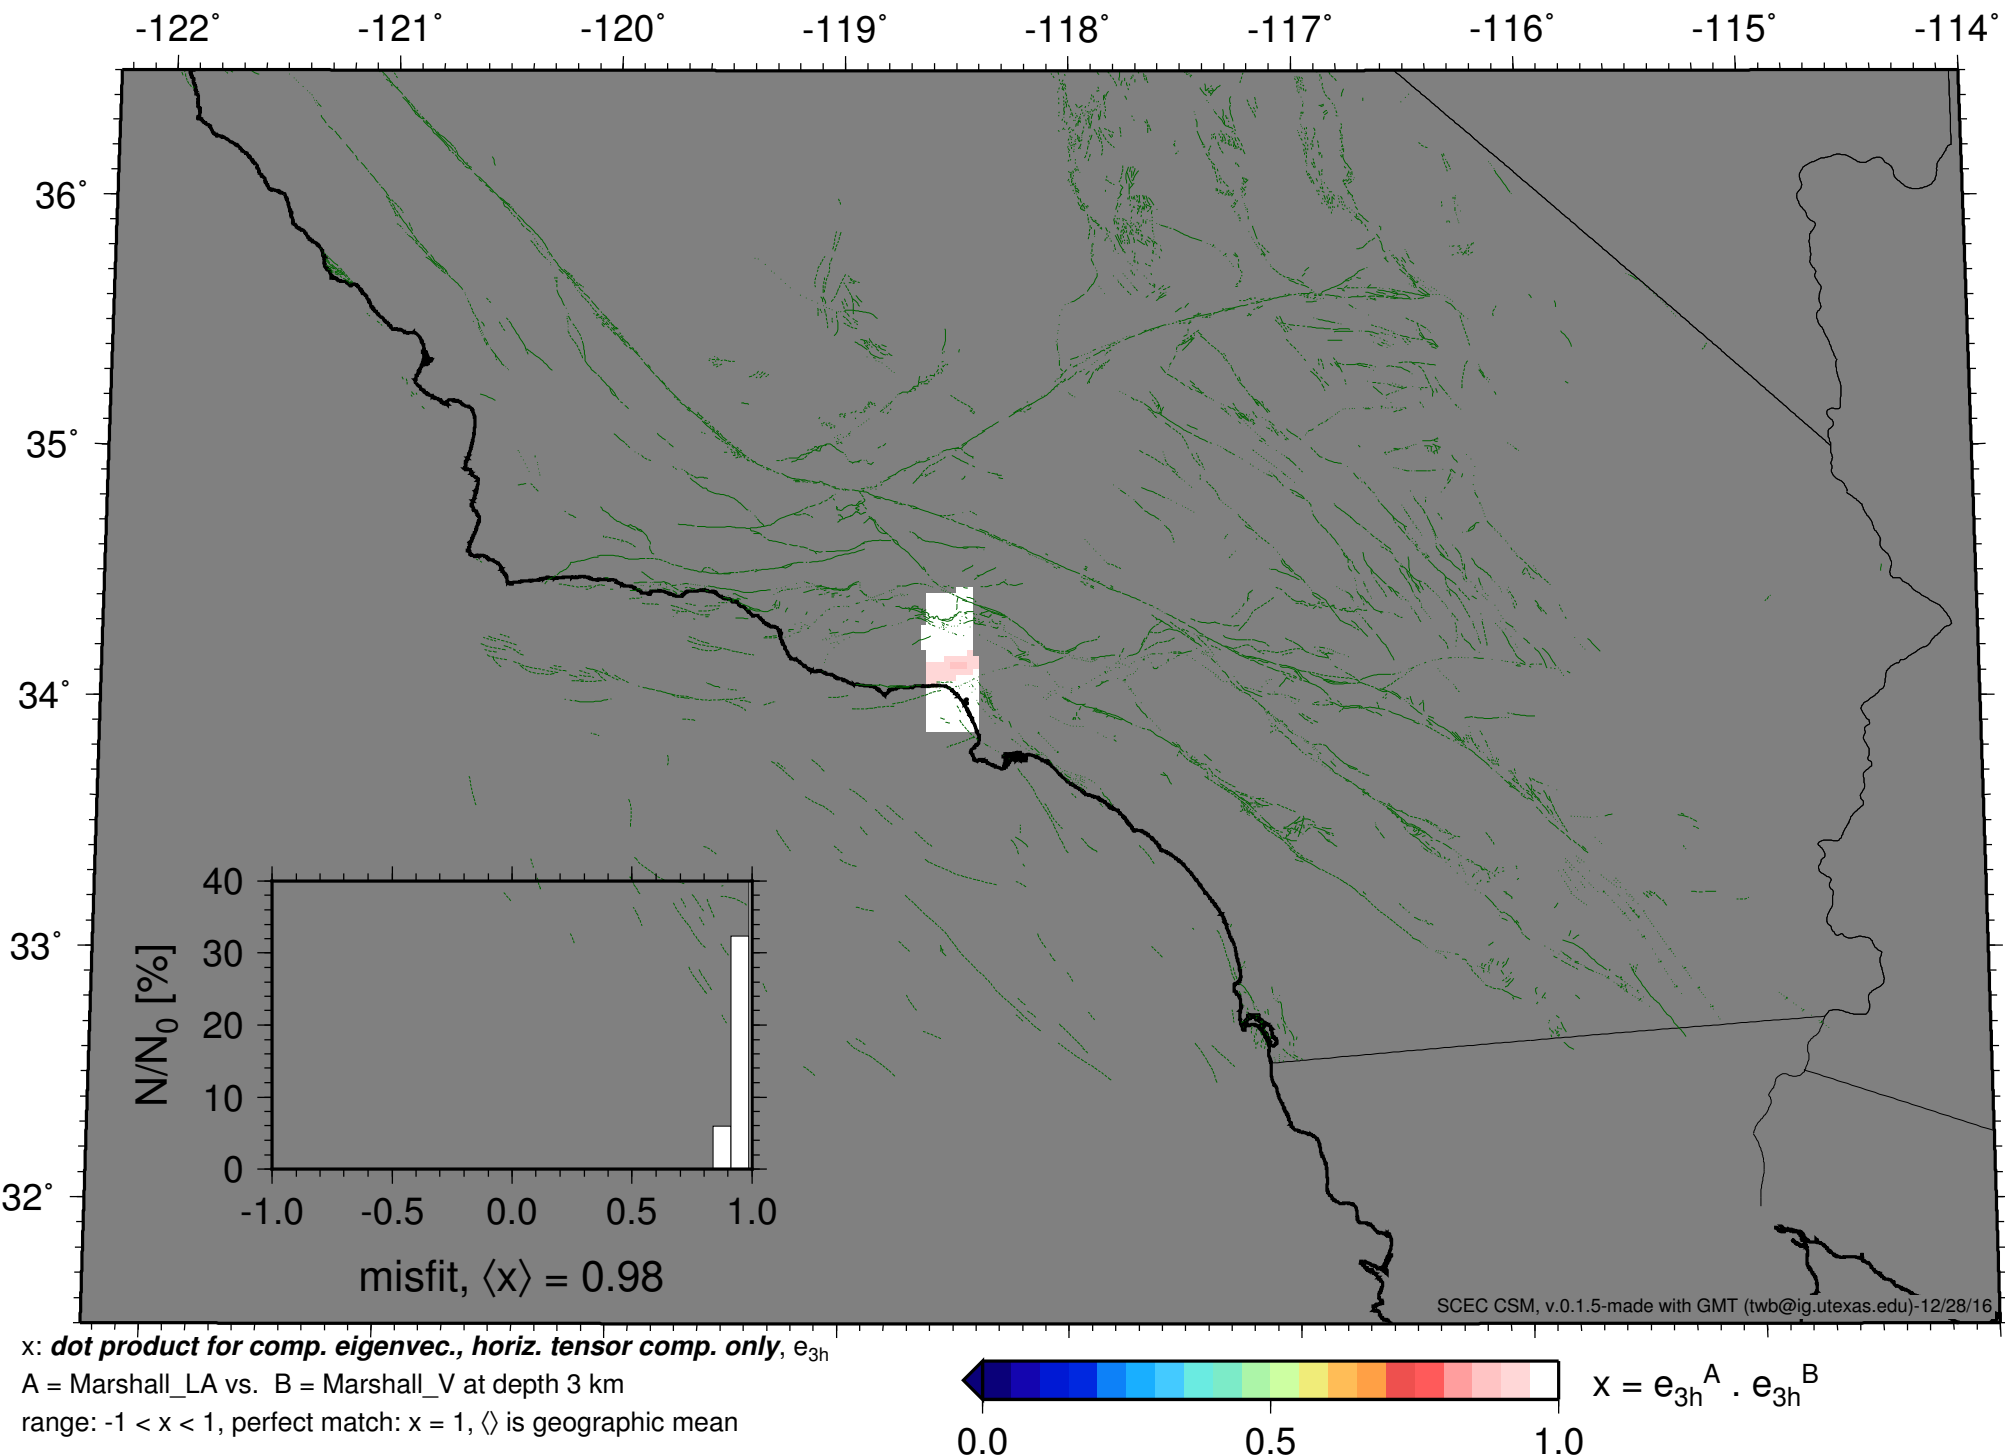 -122° -121° -120° -119° -118° -117° -116° -115° -114°
36°
35°
34°
33°
32°
N/N0 [%]
40
30
20
10
0
-1.0 -0.5 0.0 0.5 1.0
misfit, ⟨x⟩ = 0.98
SCEC CSM, v.0.1.5-made with GMT (twb@ig.utexas.edu)-12/28/16
x: dot product for comp. eigenvec., horiz. tensor comp. only, e3h
A = Marshall_LA vs. B = Marshall_V at depth 3 km
range: -1 < x < 1, perfect match: x = 1, ⟨⟩ is geographic mean
x = e3hA . e3hB
0.0 0.5 1.0